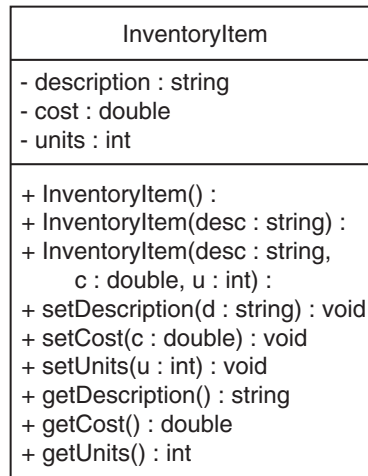 InventoryItem
- description : string
- cost : double
- units : int
+ InventoryItem() :
+ InventoryItem(desc : string) :
+ InventoryItem(desc : string,
c : double, u : int) :
+ setDescription(d : string) : void
+ setCost(c : double) : void
+ setUnits(u : int) : void
+ getDescription() : string
+ getCost() : double
+ getUnits() : int